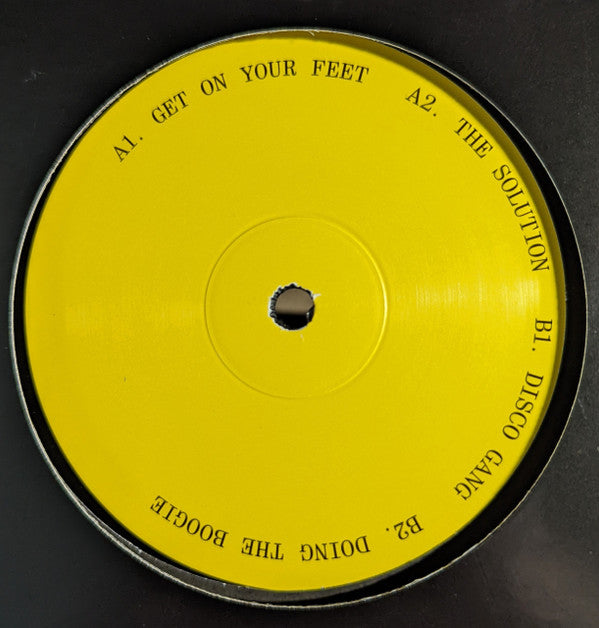 A1. GET ON YOUR FEET
A2. THE SOLUTION
B1. DISCO GANG
B2. DOING THE BOOGIE